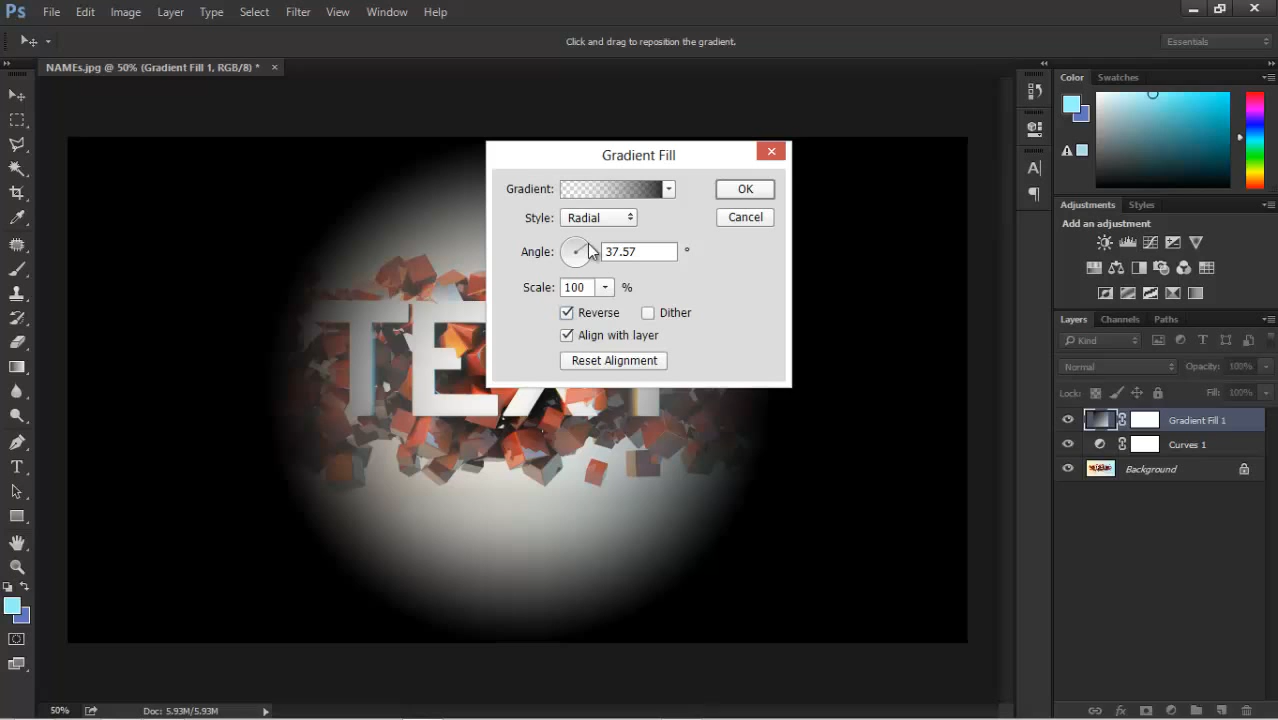 Ps File Edit Image Layer Type Select Filter View Window Help
Click and drag to reposition the gradient.
Essentials
NAMEs.jpg @ 50% (Gradient Fill 1, RGB/8) *
Color Swatches
Gradient Fill
Gradient:
OK
Style: Radial
Cancel
Angle: 37.57 °
Scale: 100 %
Reverse Dither
Align with layer
Reset Alignment
TEXT
Adjustments Styles
Add an adjustment
Layers Channels Paths
Kind
Normal Opacity: 100%
Lock: Fill: 100%
Gradient Fill 1
Curves 1
Background
50% Doc: 5.93M/5.93M